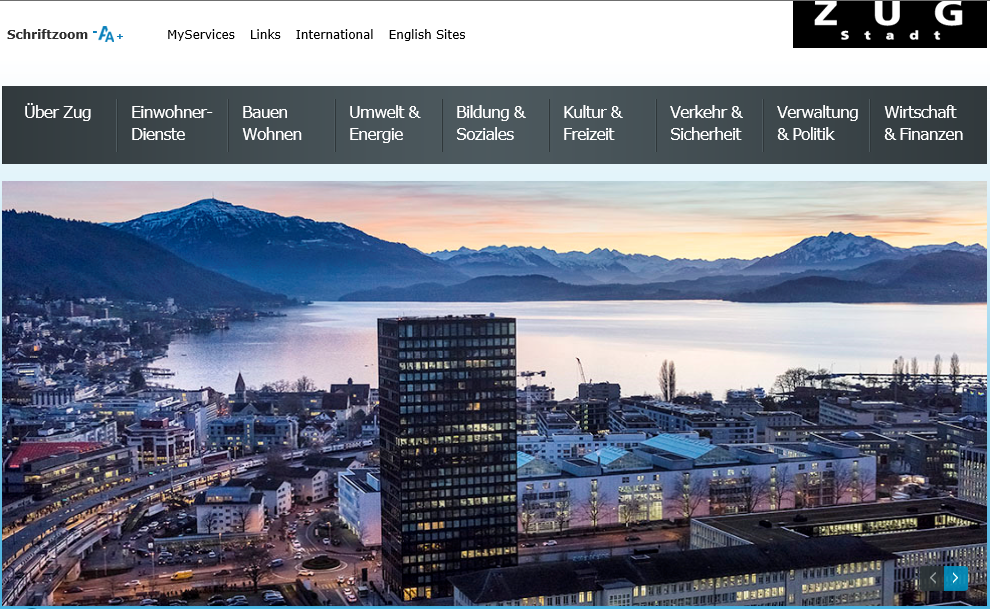 Schriftzoom -AA+ MyServices Links International English Sites
ZUG
Stadt
Über Zug
Einwohner-
Dienste
Bauen
Wohnen
Umwelt &
Energie
Bildung &
Soziales
Kultur &
Freizeit
Verkehr &
Sicherheit
Verwaltung
& Politik
Wirtschaft
& Finanzen